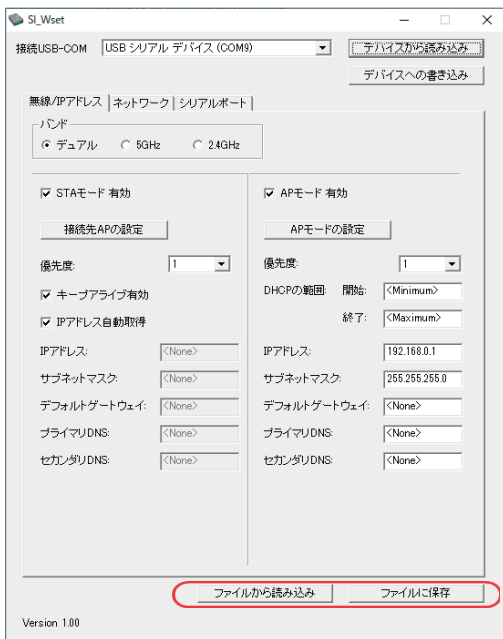 SI_Wset
接続USB-COM USB シリアル デバイス (COM9) デバイスから読み込み
デバイスへの書き込み
無線/IPアドレス ネットワーク シリアルポート
バンド
デュアル 5GHz 2.4GHz
STAモード 有効 APモード 有効
接続先APの設定 APモードの設定
優先度: 1 優先度: 1
キープアライブ有効 DHCPの範囲: 開始: <Minimum>
IPアドレス自動取得 終了: <Maximum>
IPアドレス: <None> IPアドレス: 192.168.0.1
サブネットマスク: <None> サブネットマスク: 255.255.255.0
デフォルトゲートウェイ: <None> デフォルトゲートウェイ: <None>
プライマリDNS: <None> プライマリDNS: <None>
セカンダリDNS: <None> セカンダリDNS: <None>
ファイルから読み込み ファイルに保存
Version 1.00